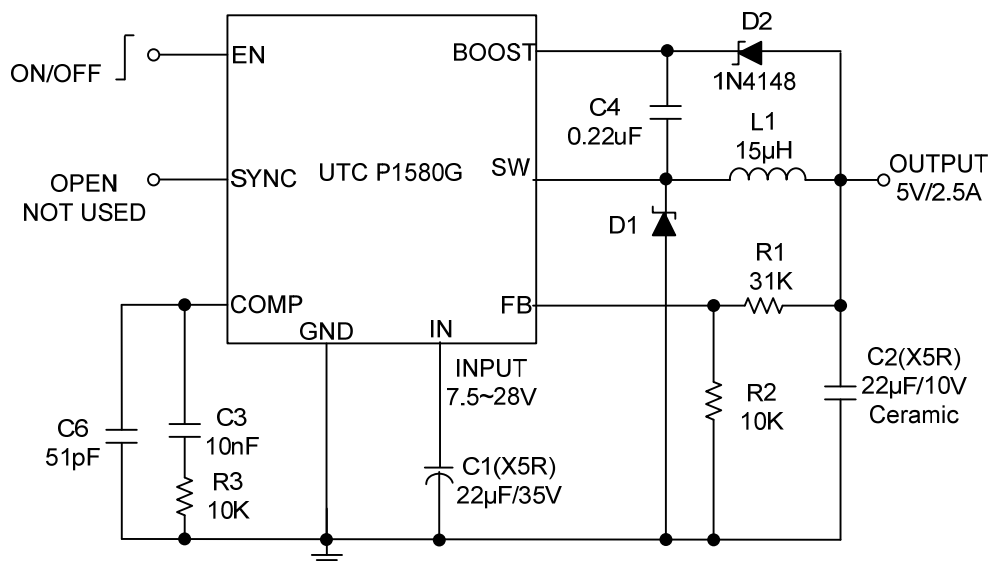 D2
1N4148
ON/OFF
EN
BOOST
C4
0.22uF
L1
15µH
OPEN
NOT USED
SYNC
UTC P1580G
SW
OUTPUT
5V/2.5A
D1
R1
31K
COMP
FB
GND
IN
INPUT
7.5~28V
C2(X5R)
22µF/10V
Ceramic
R2
10K
C6
51pF
C3
10nF
R3
10K
C1(X5R)
22µF/35V